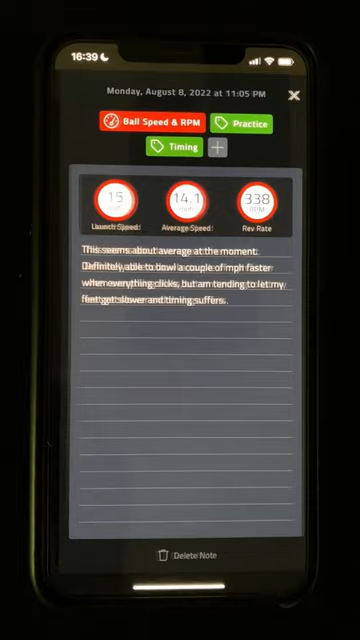 16:39
Monday, August 8, 2022 at 11:05 PM
Ball Speed & RPM
Practice
Timing
15
14.1
338
mph
RPM
Launch Speed
Average Speed
Rev Rate
This seems about average at the moment.
Definitely able to bowl a couple of mph faster
when everything clicks, but am tending to let my
feet get slower and timing suffers.
Delete Note